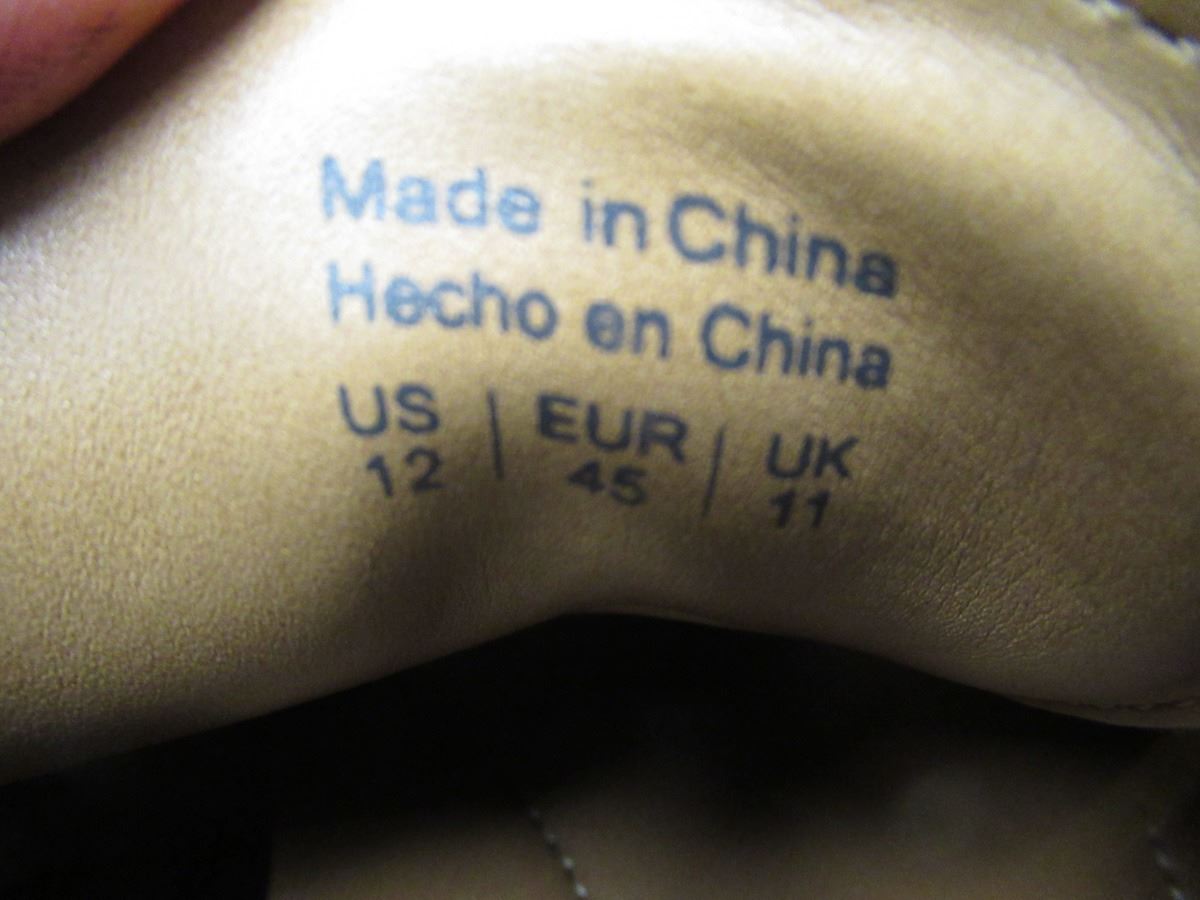 Made in China
Hecho en China
US | EUR | UK
12 | 45 | 11